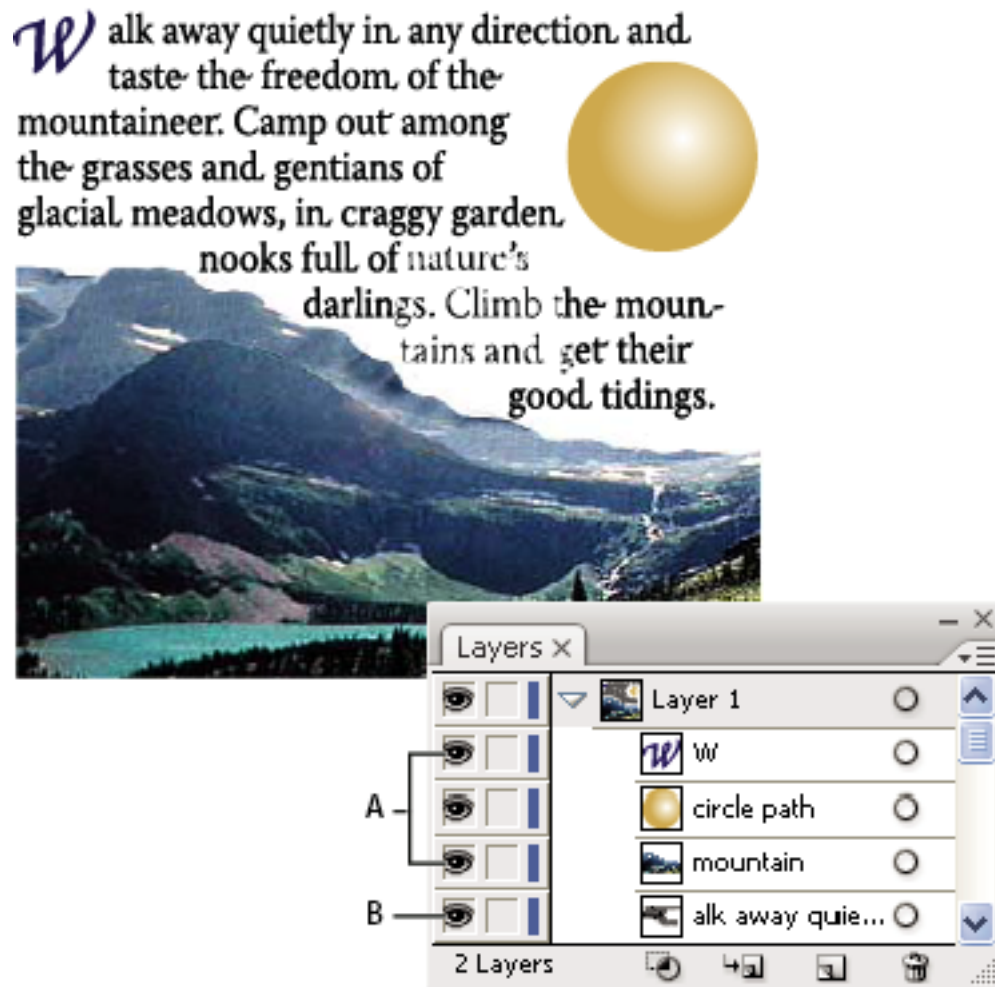 Walk away quietly in any direction and
taste the freedom of the
mountaineer. Camp out among
the grasses and gentians of
glacial meadows, in craggy garden
nooks full of nature's
darlings. Climb the moun-
tains and get their
good tidings.
Layers
Layer 1
W
circle path
A
mountain
B
alk away quie...
2 Layers